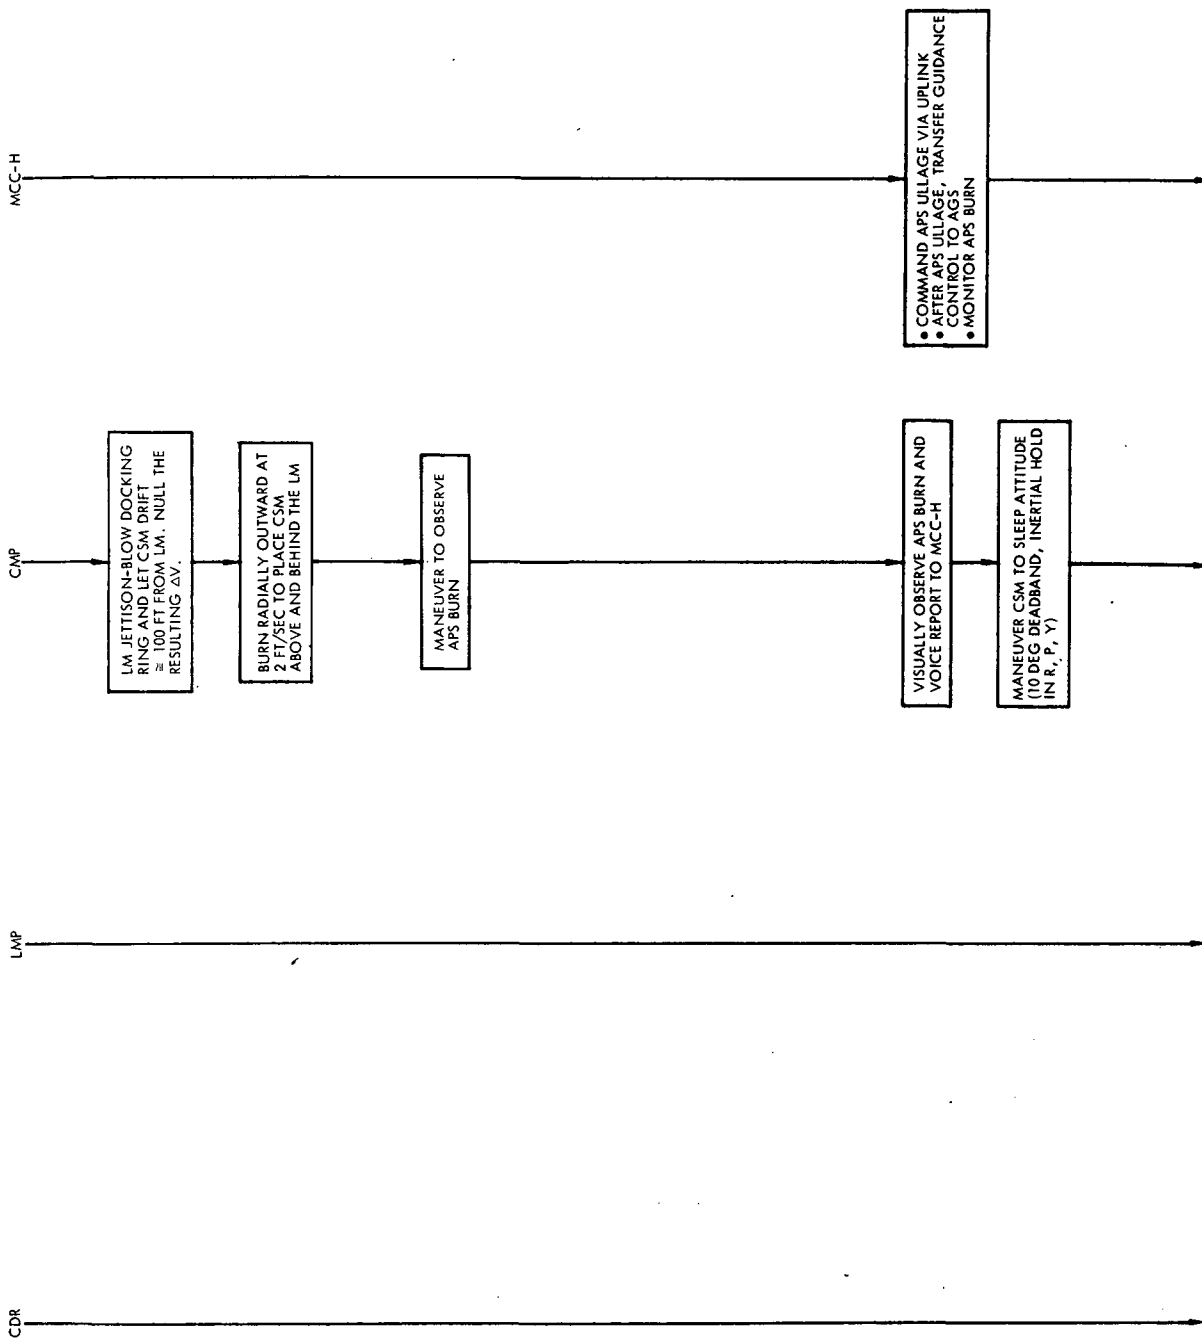 CDR
LMP
CMP
MCC-H
LM JETTISON-BLOW DOCKING
RING AND LET CSM DRIFT
≅ 100 FT FROM LM. NULL THE
RESULTING ΔV.
BURN RADIALLY OUTWARD AT
2 FT/SEC TO PLACE CSM
ABOVE AND BEHIND THE LM
MANEUVER TO OBSERVE
APS BURN
VISUALLY OBSERVE APS BURN AND
VOICE REPORT TO MCC-H
• COMMAND APS ULLAGE VIA UPLINK
• AFTER APS ULLAGE, TRANSFER GUIDANCE
CONTROL TO AGS
• MONITOR APS BURN
MANEUVER CSM TO SLEEP ATTITUDE
(10 DEG DEADBAND, INERTIAL HOLD
IN R, P, Y)